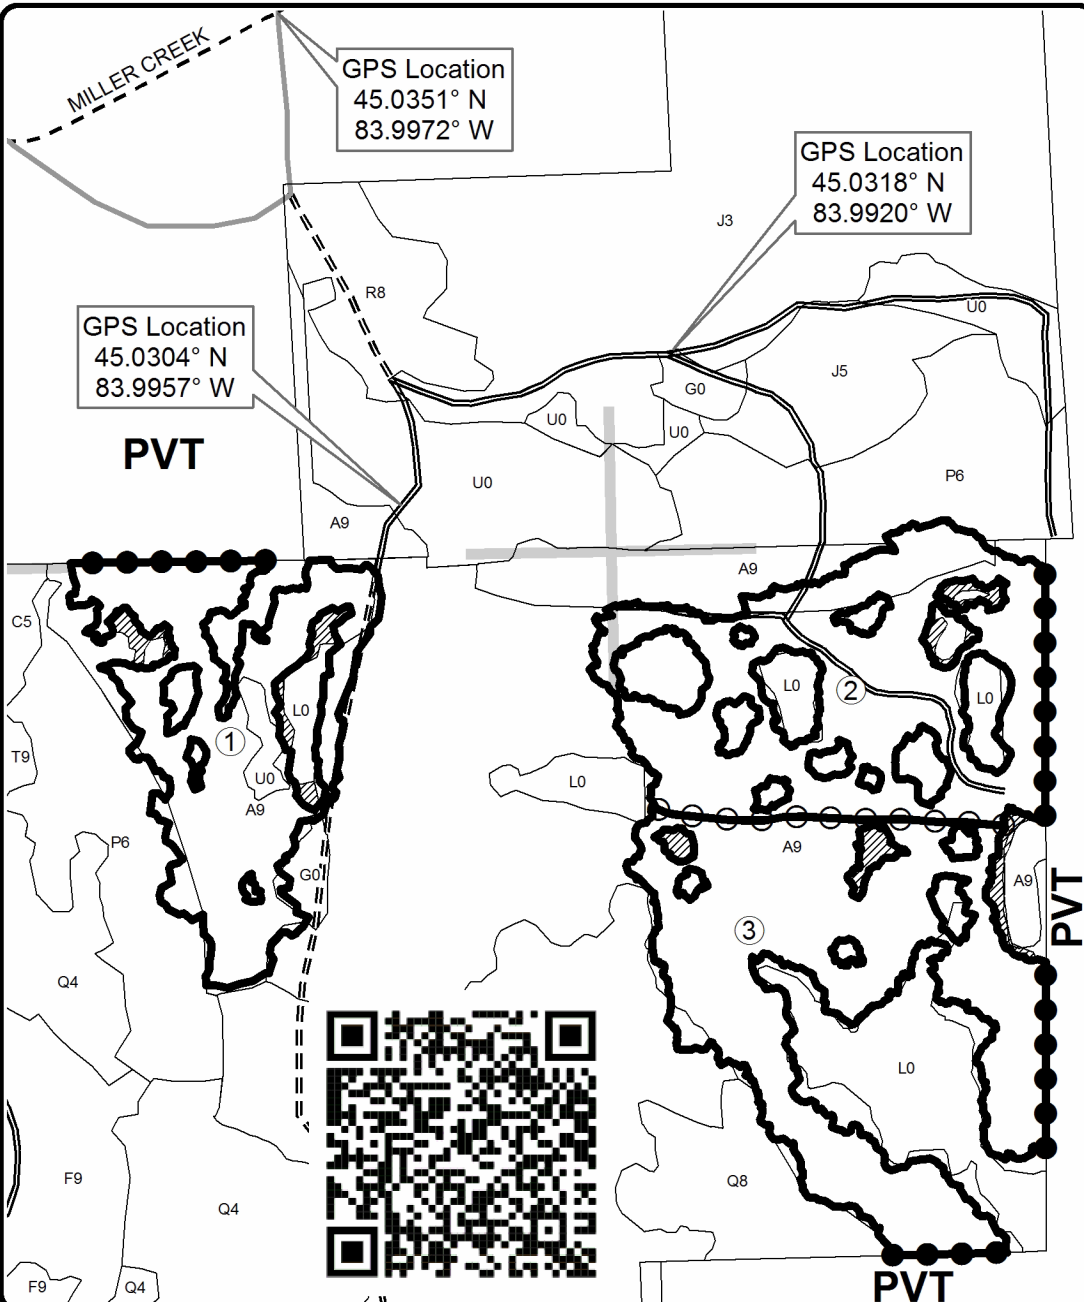 MILLER CREEK
GPS Location
45.0351° N
83.9972° W
GPS Location
45.0318° N
83.9920° W
J3
R8
U0
GPS Location
45.0304° N
83.9957° W
J5
G0
U0
U0
PVT
P6
U0
A9
A9
C5
L0
2
L0
L0
1
T9
U0
L0
A9
P6
A9
G0
A9
PVT
3
Q4
L0
F9
Q8
Q4
F9
Q4
PVT